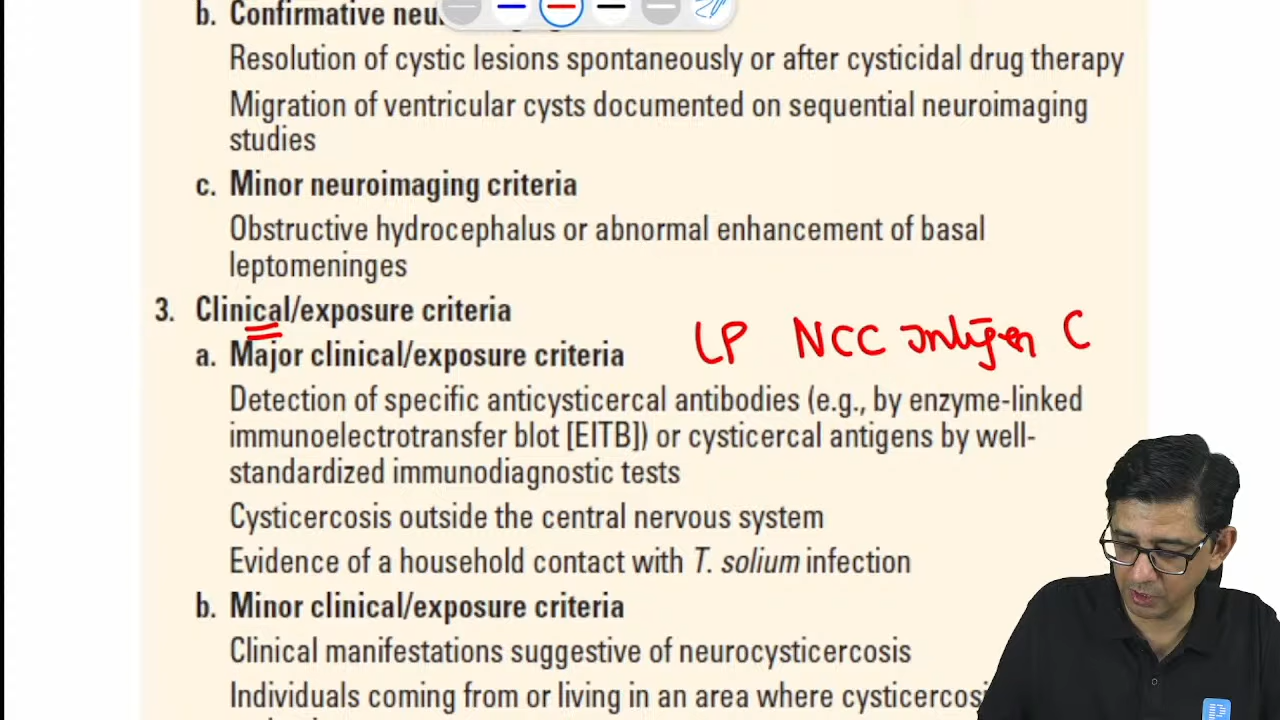 b. Confirmative neu
Resolution of cystic lesions spontaneously or after cysticidal drug therapy
Migration of ventricular cysts documented on sequential neuroimaging
studies
c. Minor neuroimaging criteria
Obstructive hydrocephalus or abnormal enhancement of basal
leptomeninges
3. Clinical/exposure criteria
LP NCC antigen C
a. Major clinical/exposure criteria
Detection of specific anticysticercal antibodies (e.g., by enzyme-linked
immunoelectrotransfer blot [EITB]) or cysticercal antigens by well-
standardized immunodiagnostic tests
Cysticercosis outside the central nervous system
Evidence of a household contact with T. solium infection
b. Minor clinical/exposure criteria
Clinical manifestations suggestive of neurocysticercosis
Individuals coming from or living in an area where cysticercosi